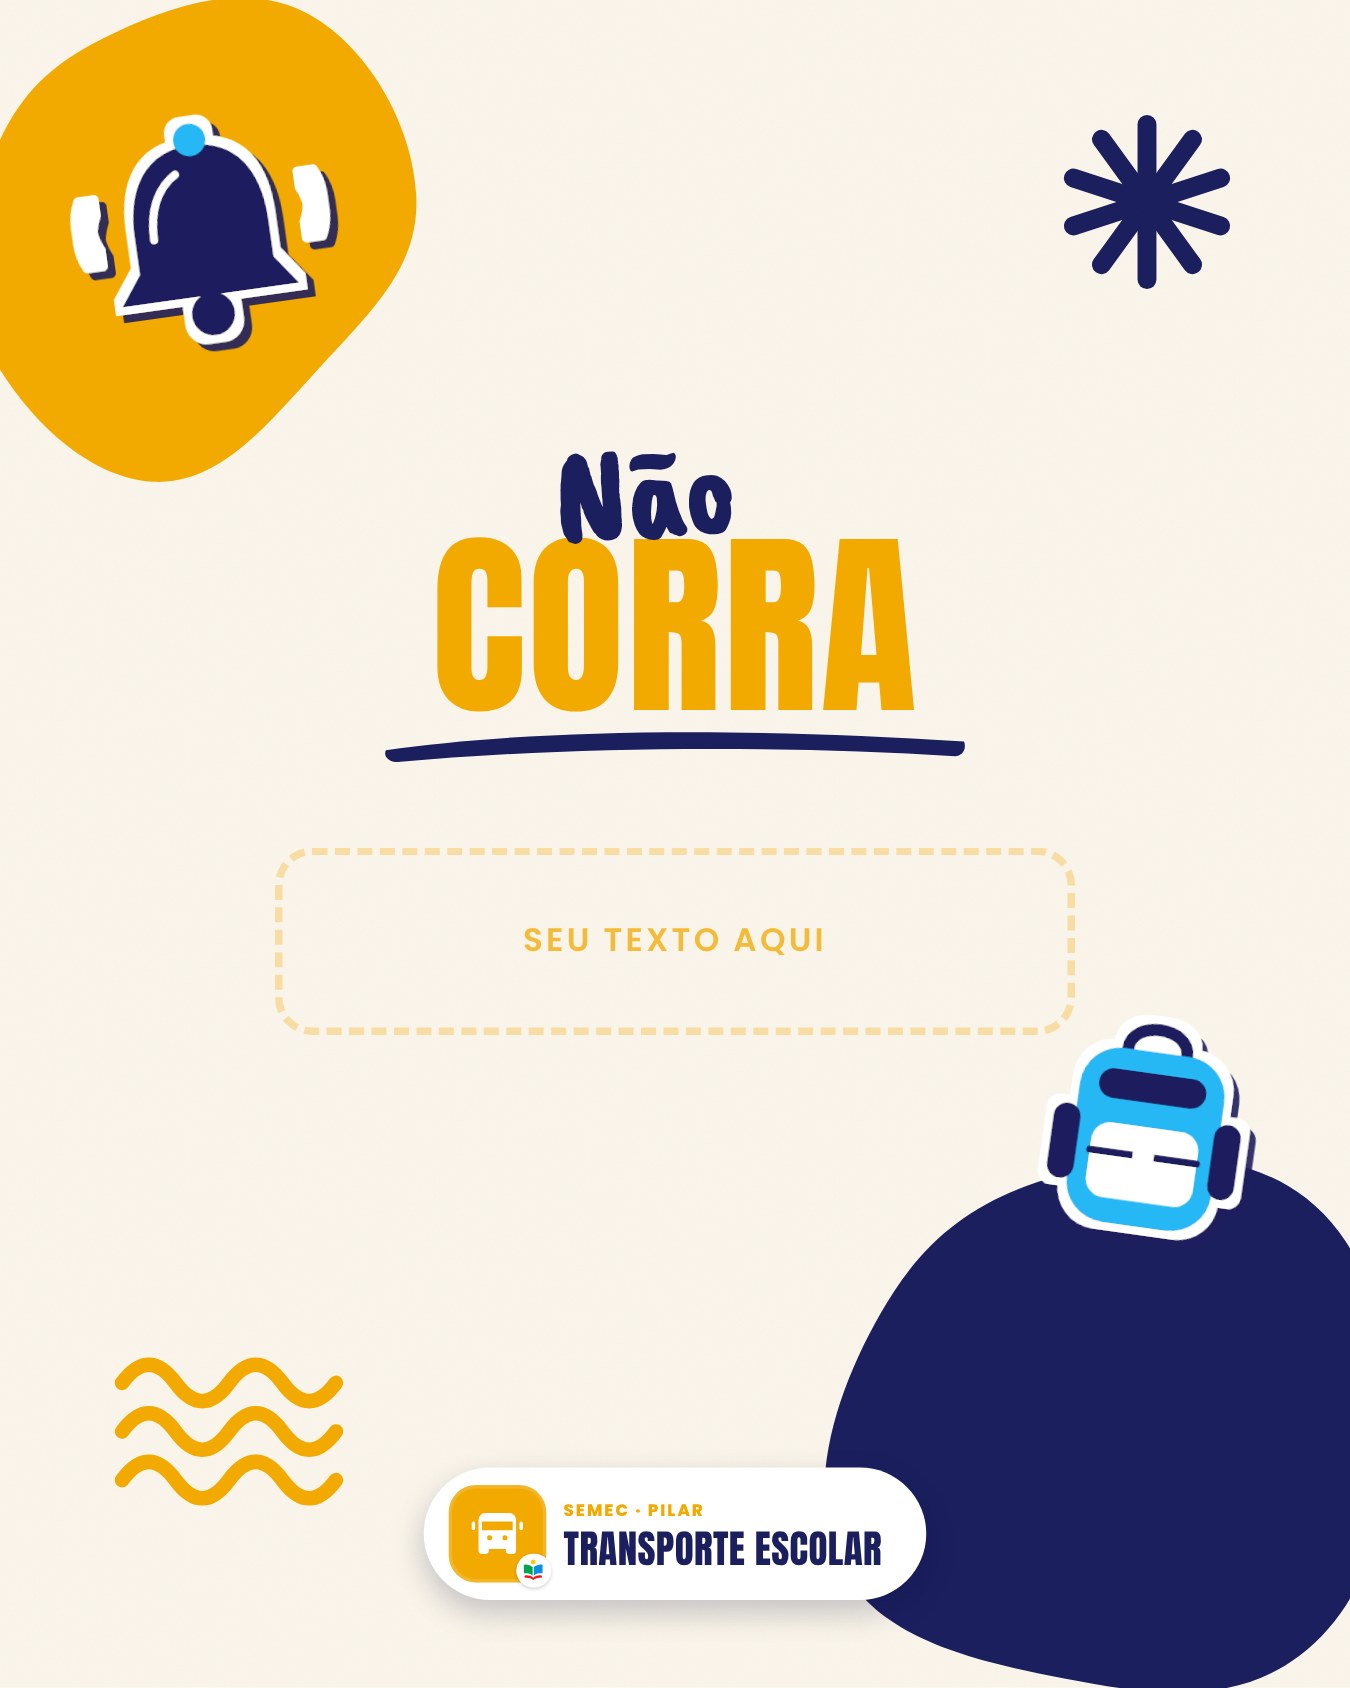 Não
CORRA
SEU TEXTO AQUI
SEMEC · PILAR
TRANSPORTE ESCOLAR